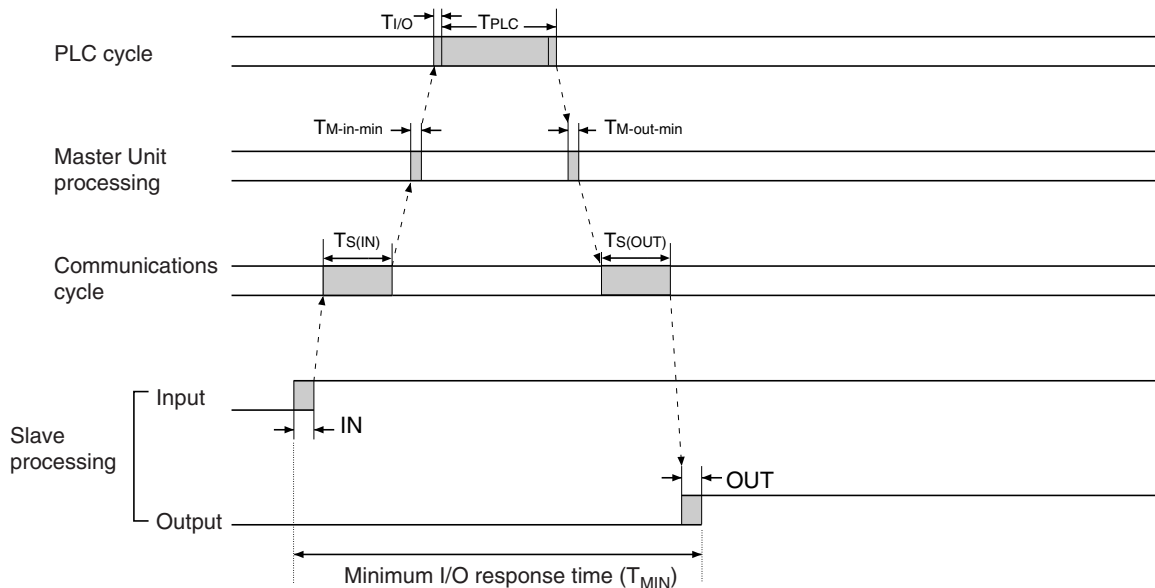 TI/O TPLC
PLC cycle
TM-in-min TM-out-min
Master Unit
processing
TS(IN) TS(OUT)
Communications
cycle
Input
IN
Slave
processing
OUT
Output
Minimum I/O response time (TMIN)